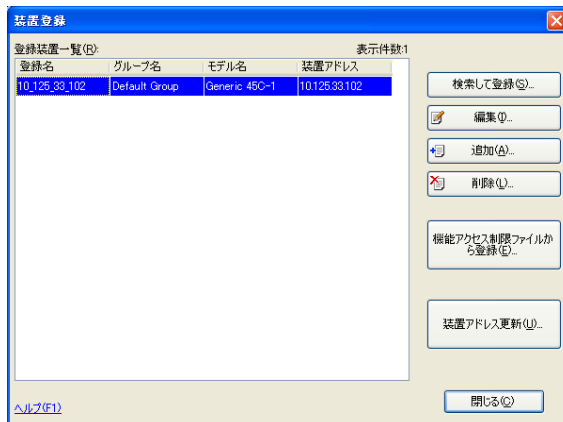 装置登録
登録装置一覧(R):
表示件数:1
登録名 グループ名 モデル名 装置アドレス
10_125_33_102 Default Group Generic 45C-1 10.125.33.102
検索して登録(S)...
編集(I)...
追加(A)...
削除(L)...
機能アクセス制限ファイルか
ら登録(E)...
装置アドレス更新(U)...
閉じる(C)
ヘルプ(F1)